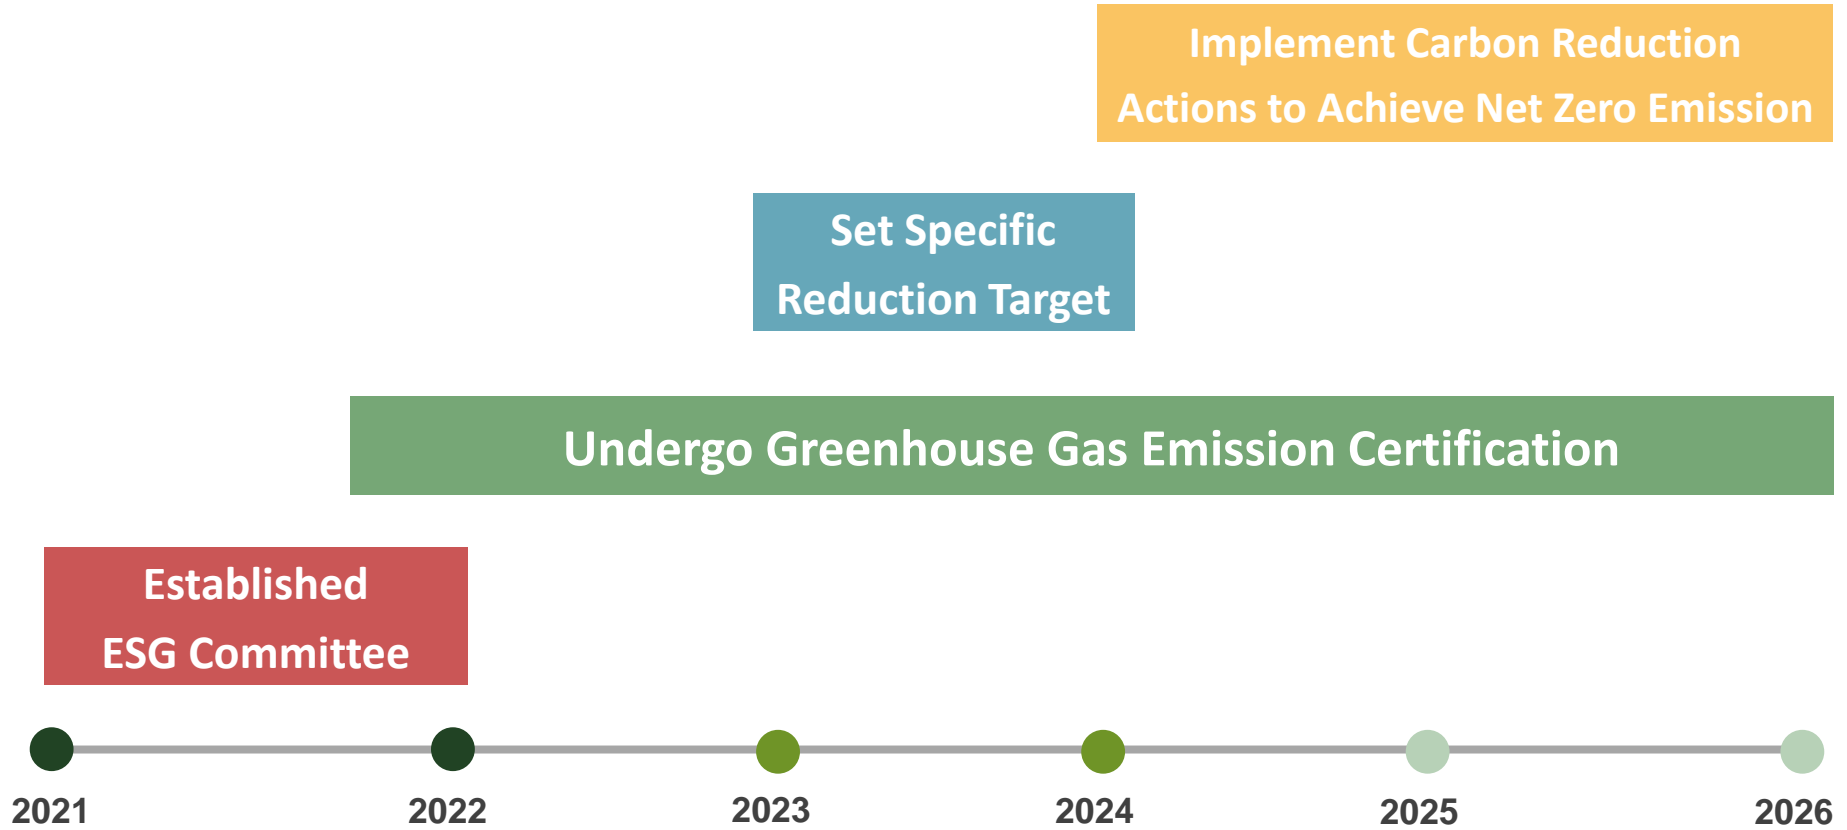 Implement Carbon Reduction
Actions to Achieve Net Zero Emission
Set Specific
Reduction Target
Undergo Greenhouse Gas Emission Certification
Established
ESG Committee
2021 2022 2023 2024 2025 2026